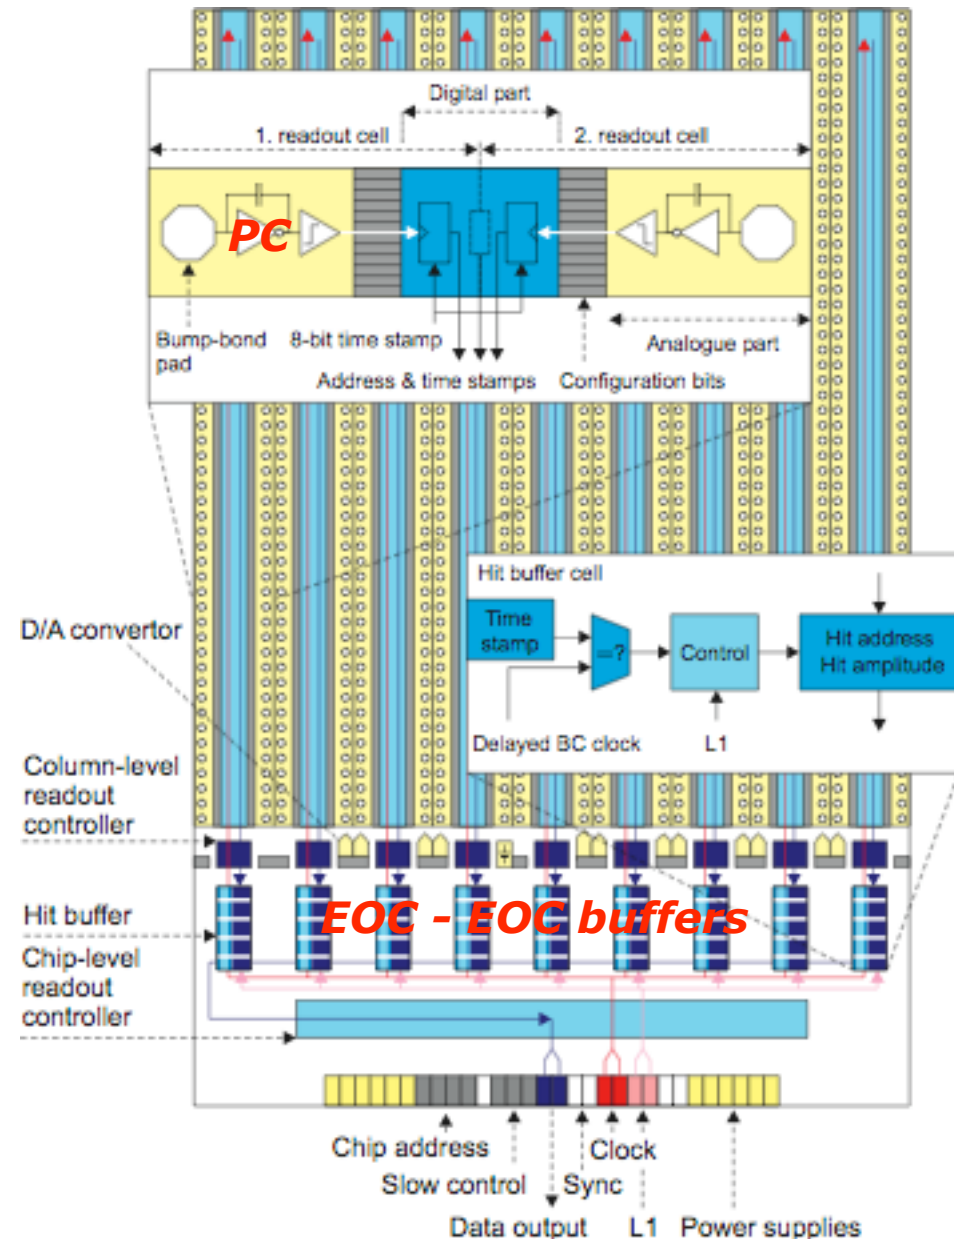 Digital part
1. readout cell
2. readout cell
PC
Bump-bond
pad
8-bit time stamp
Address & time stamps
Configuration bits
Analogue part
Hit buffer cell
Time
stamp
=?
Control
Hit address
Hit amplitude
Delayed BC clock
L1
D/A convertor
Column-level
readout
controller
Hit buffer
EOC - EOC buffers
Chip-level
readout
controller
Chip address
Clock
Slow control
Sync
Data output
L1
Power supplies